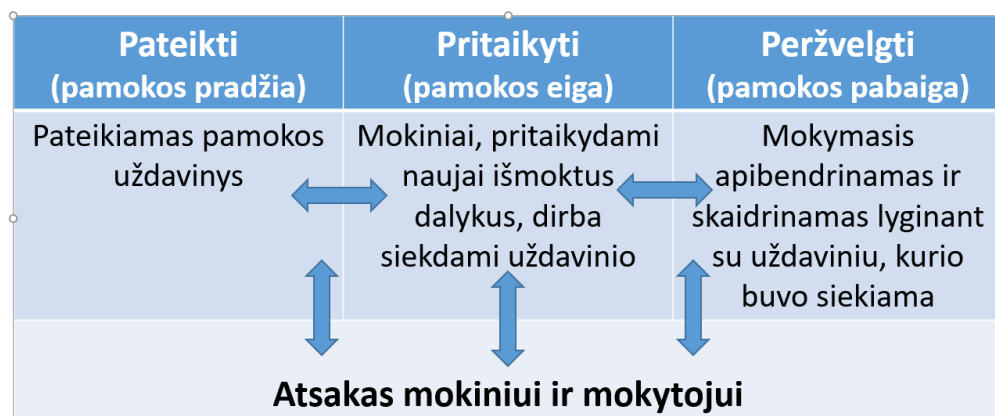 Pateikti
(pamokos pradžia)
Pritaikyti
(pamokos eiga)
Peržvelgti
(pamokos pabaiga)
Pateikiamas pamokos
uždavinys
Mokiniai, pritaikydami
naujai išmoktus
dalykus, dirba
siekdami uždavinio
Mokymasis
apibendrinamas ir
skaidrinamas lyginant
su uždaviniu, kurio
buvo siekiama
Atsakas mokiniui ir mokytojui